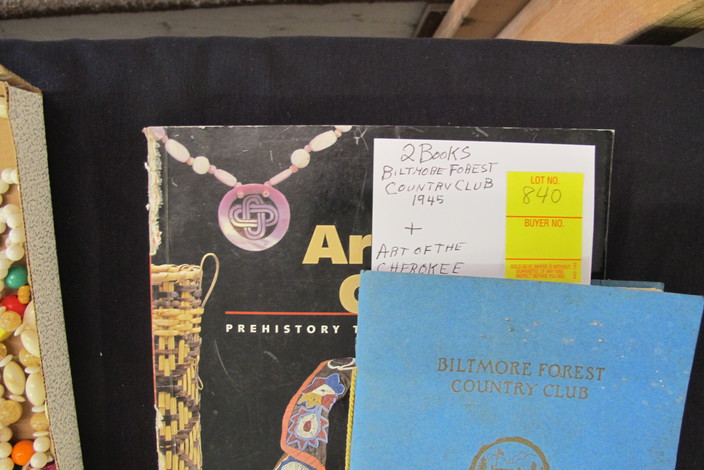 2 BOOKS
BILTMORE FOREST
COUNTRY CLUB
1945
+
ART OF THE
CHEROKEE
LOT NO.
840
BUYER NO.
Ar
PREHISTORY T
BILTMORE FOREST
COUNTRY CLUB